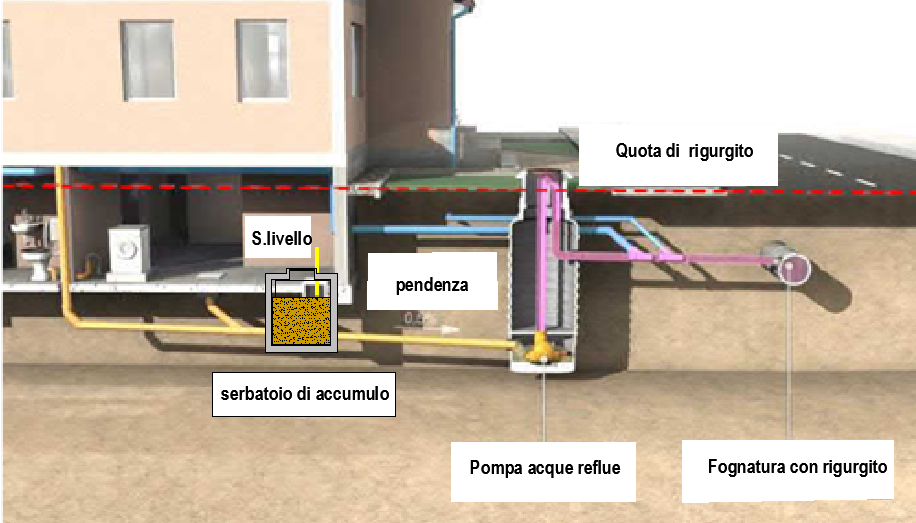 Quota di rigurgito
S.livello
pendenza
serbatoio di accumulo
Pompa acque reflue
Fognatura con rigurgito